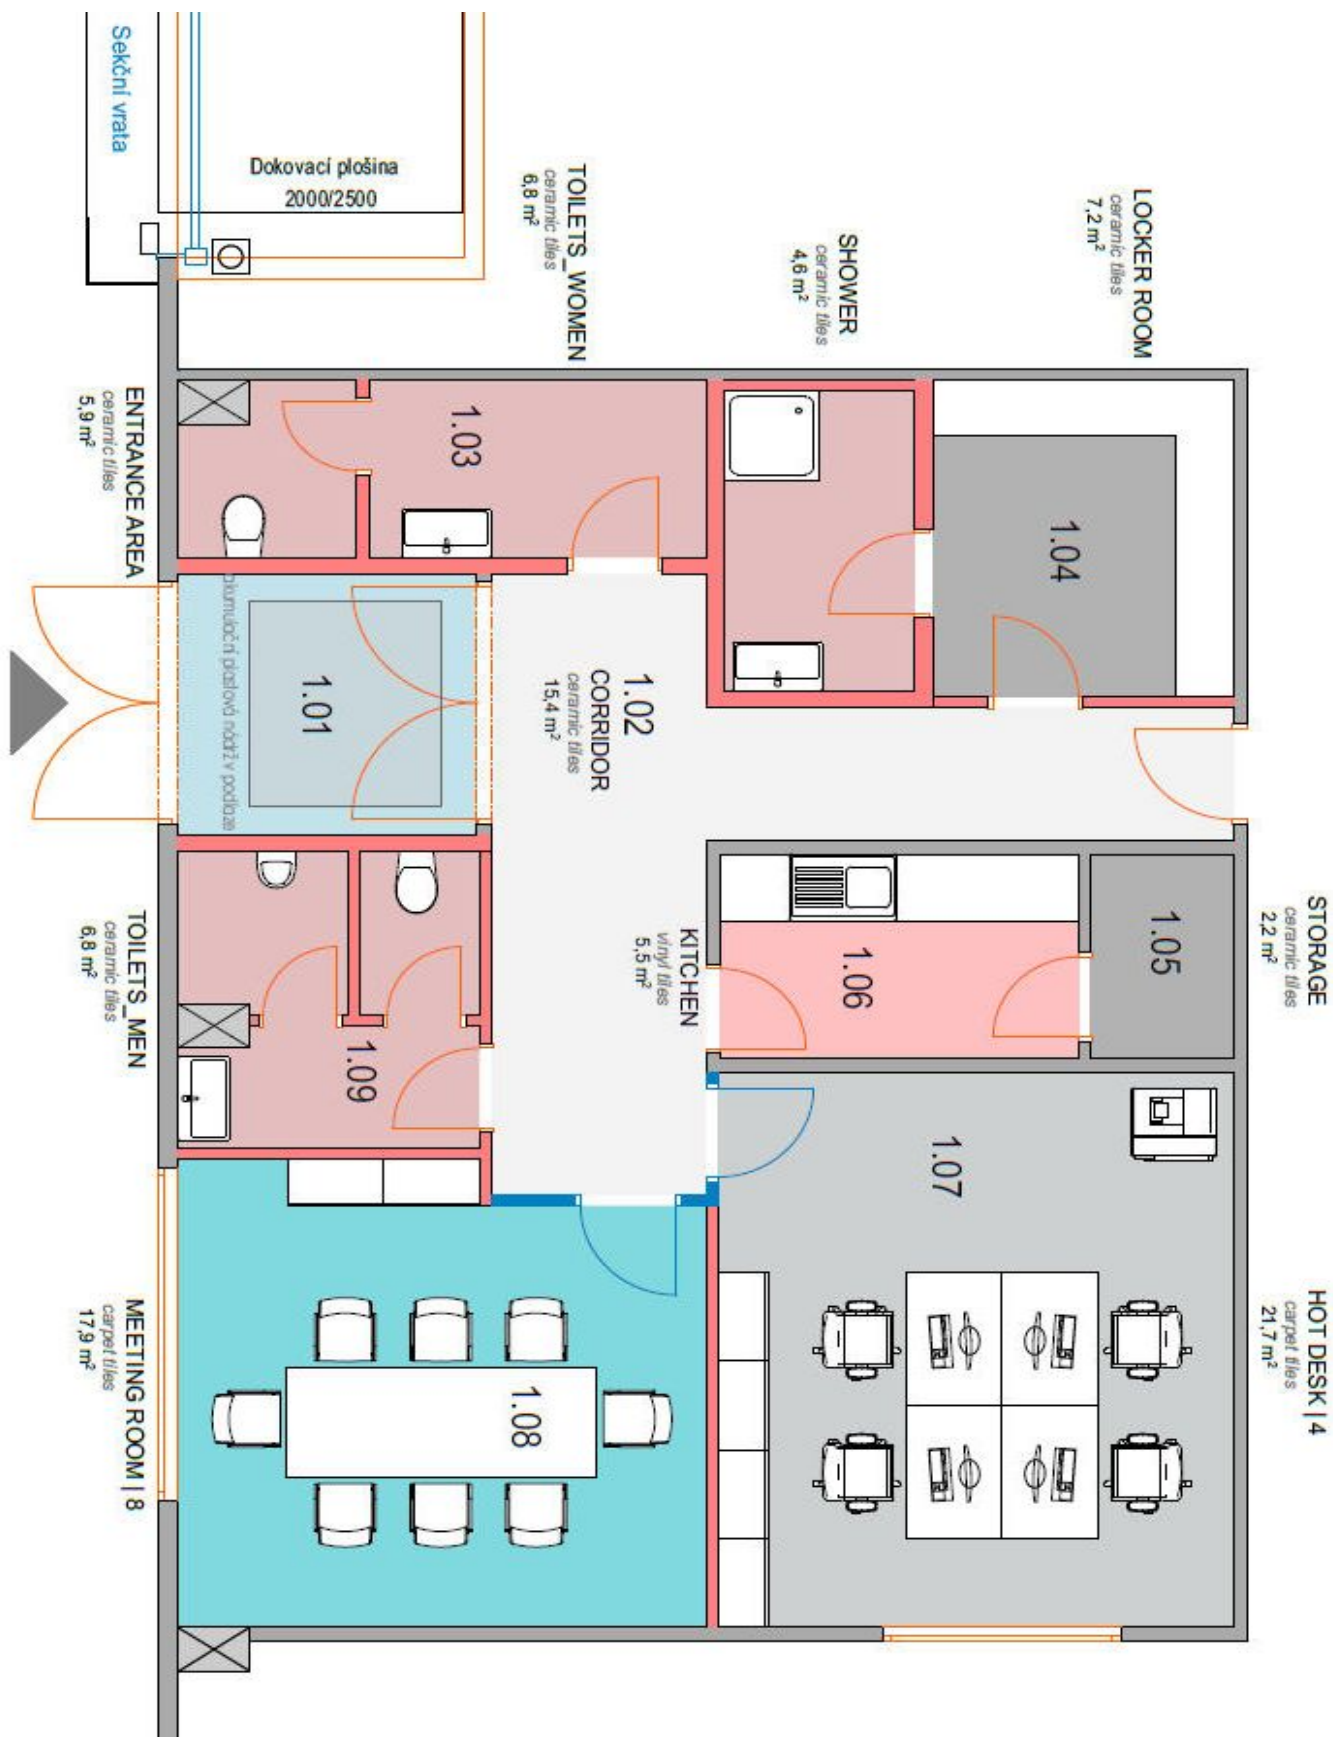 Sekční vrata
Dokovací plošina
2000/2500
TOILETS_WOMEN
ceramic tiles
6,8 m²
SHOWER
ceramic tiles
4,6 m²
LOCKER ROOM
ceramic tiles
7,2 m²
ENTRANCE AREA
ceramic tiles
5,9 m²
1.03
1.04
1.01
akumulační plastová nádrž v podlaze
1.02
CORRIDOR
ceramic tiles
15,4 m²
STORAGE
ceramic tiles
2,2 m²
1.05
1.06
KITCHEN
vinyl tiles
5,5 m²
TOILETS_MEN
ceramic tiles
6,8 m²
1.09
1.07
HOT DESK | 4
carpet tiles
21,7 m²
MEETING ROOM | 8
carpet tiles
17,9 m²
1.08